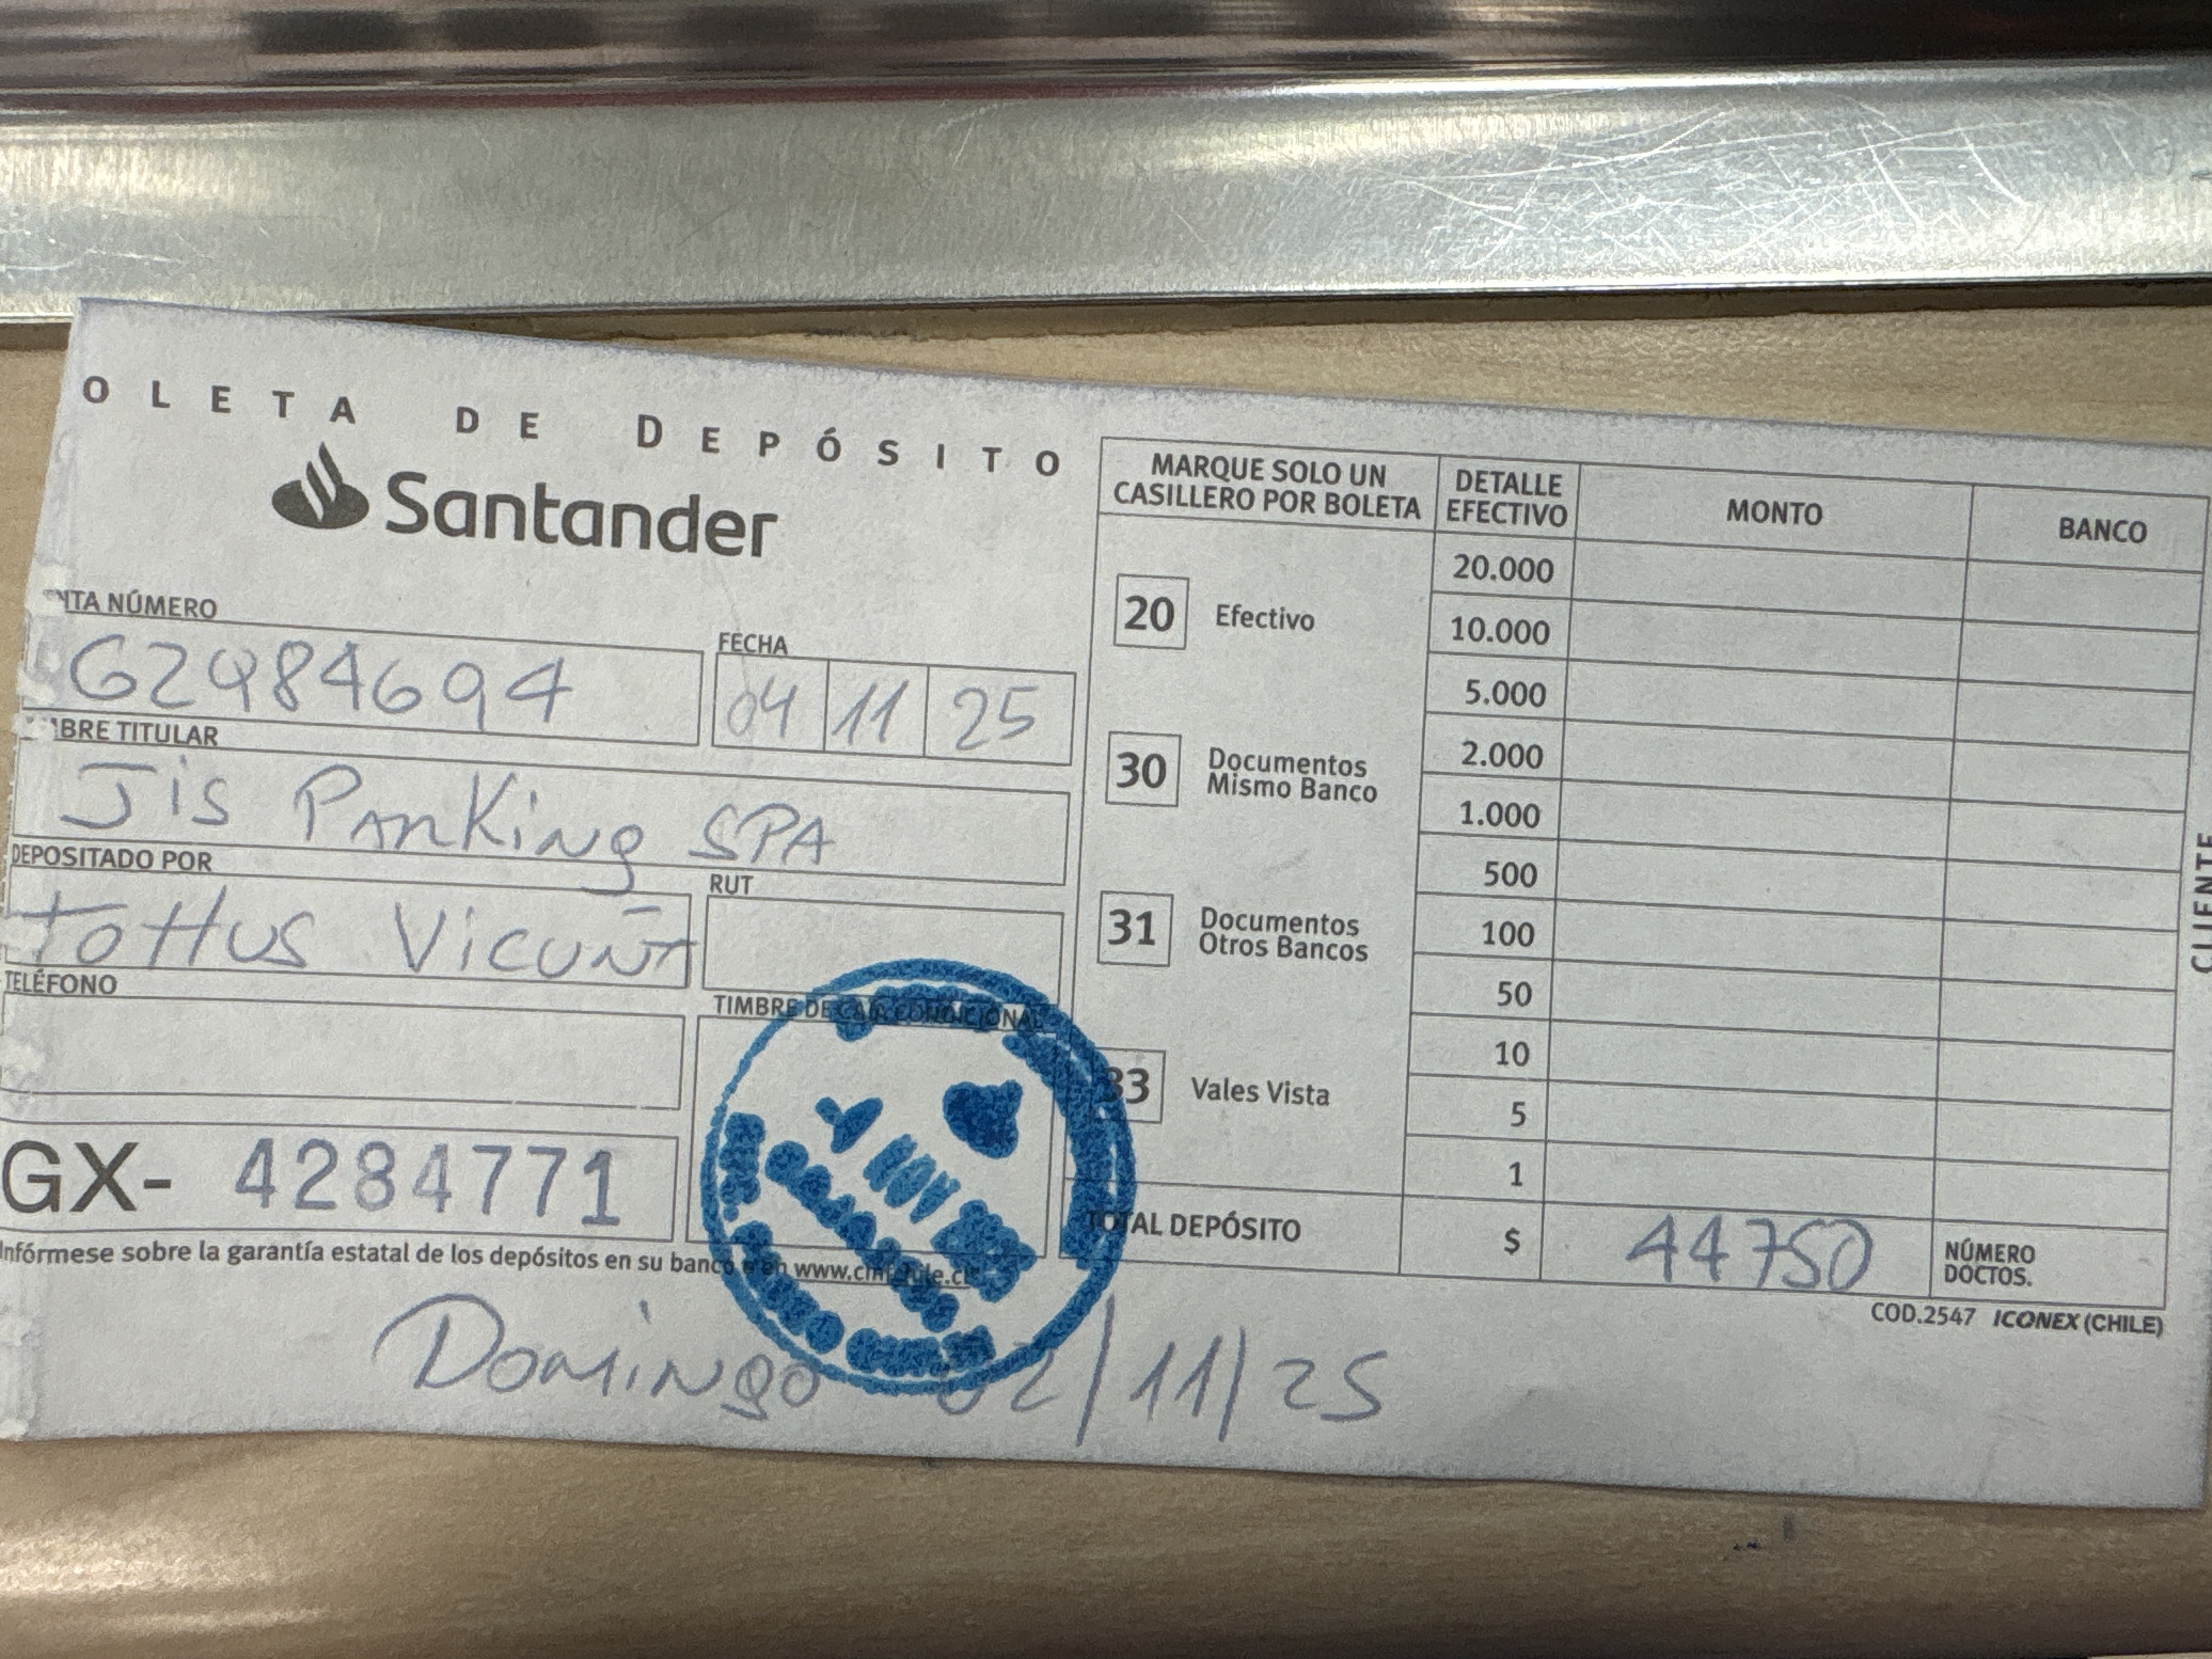 OLETA DE DEPÓSITO
Santander
NTA NÚMERO
62984694
FECHA
04 11 25
BRE TITULAR
Jis Parking SPA
DEPOSITADO POR
tottus Vicuña
RUT
TELÉFONO
TIMBRE DE CAJA CONDICIONAL
GX- 4284771
Infórmese sobre la garantía estatal de los depósitos en su banco o en www.cmfchile.cl
MARQUE SOLO UN CASILLERO POR BOLETA
20 Efectivo
30 Documentos Mismo Banco
31 Documentos Otros Bancos
33 Vales Vista
DETALLE EFECTIVO MONTO BANCO
20.000
10.000
5.000
2.000
1.000
500
100
50
10
5
1
TOTAL DEPÓSITO $ 44750
NÚMERO DOCTOS.
COD.2547 ICONEX (CHILE)
CLIENTE
Domingo 02/11/25